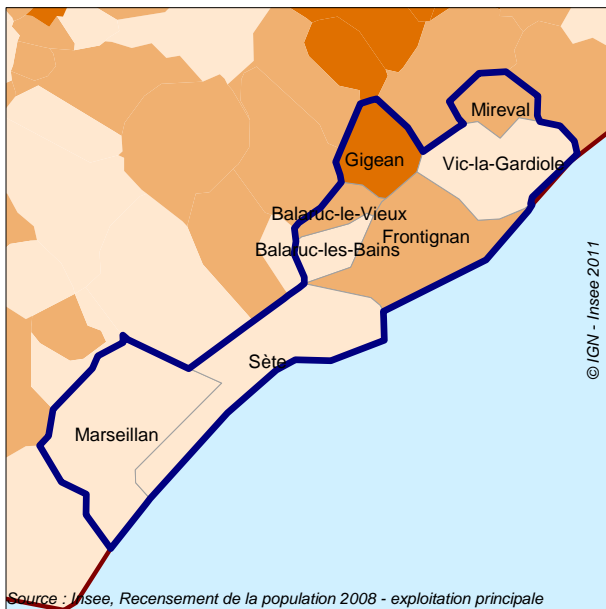 Mireval
Gigean
Vic-la-Gardiole
Balaruc-le-Vieux
Frontignan
Balaruc-les-Bains
Sète
Marseillan
© IGN - Insee 2011
Source : Insee, Recensement de la population 2008 - exploitation principale